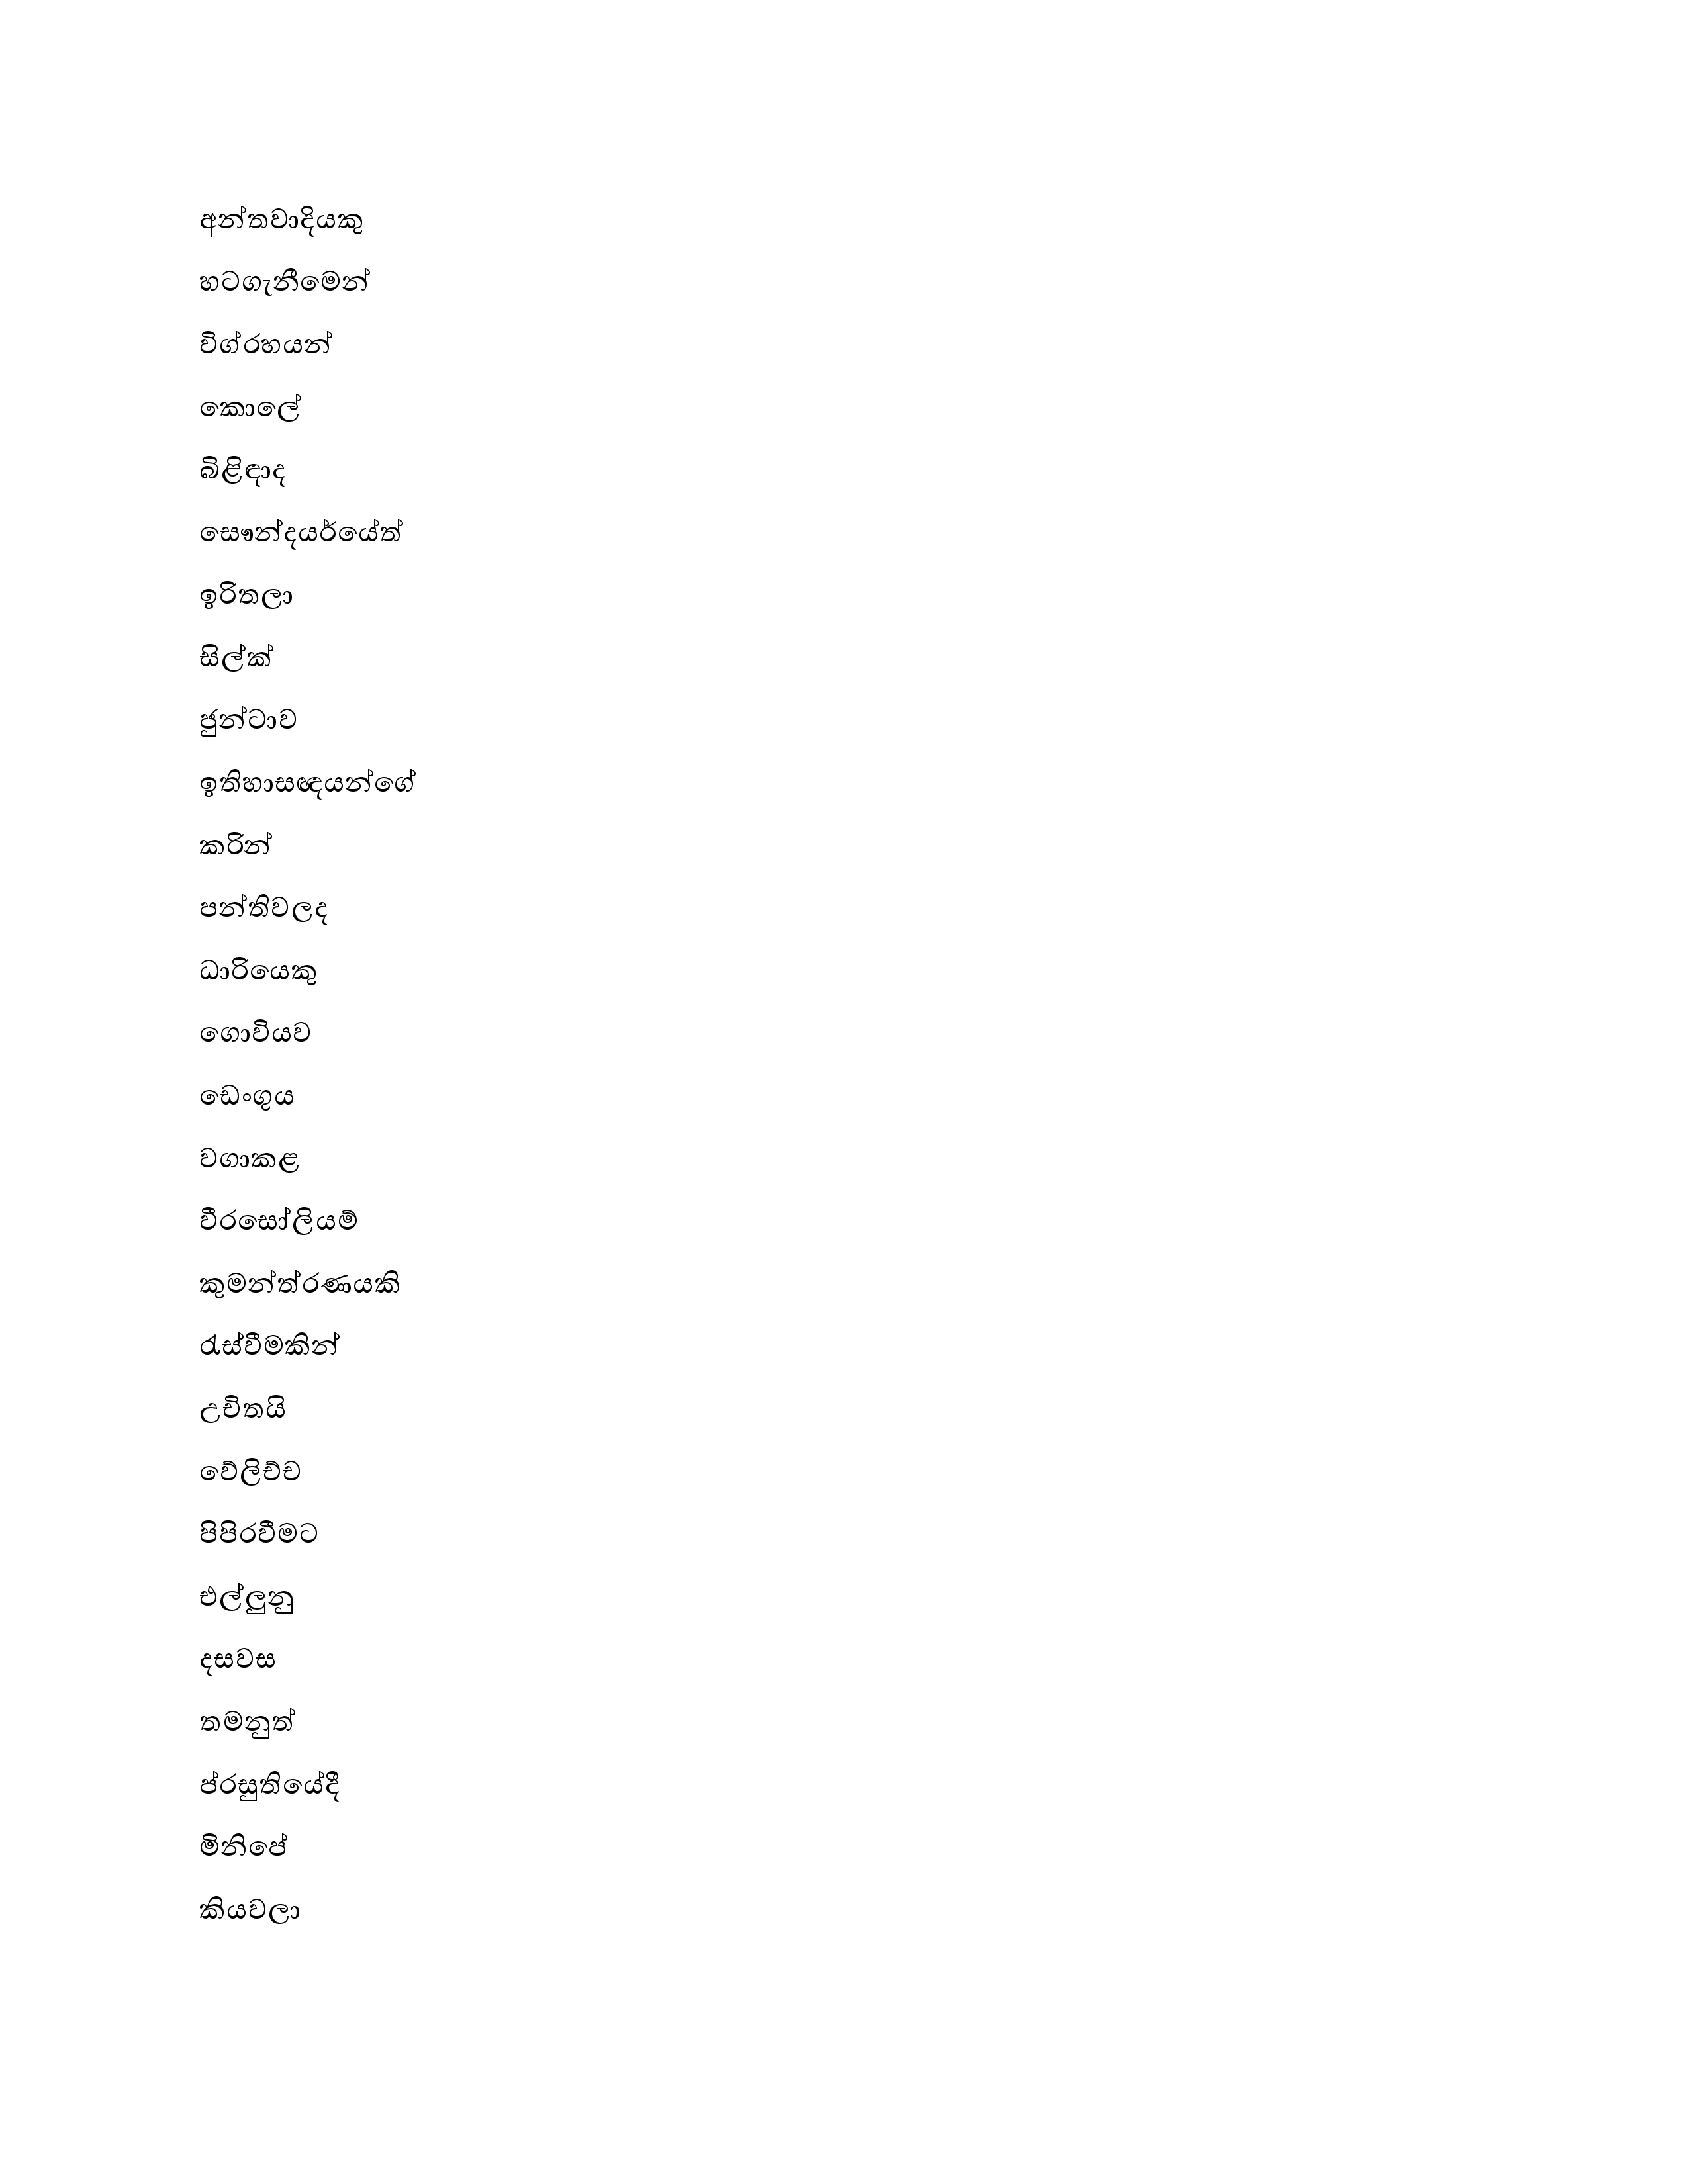 අන්තවාදියකු
හටගැනීමෙන්
විග්රහයන්
කොලේ
බිළිඳාද
සෞන්දයර්යේත්
ඉරිතලා
සිල්ක්
ජුන්ටාව
ඉතිහාසඥයන්ගේ
කරින්
පන්තිවලද
ධාරියෙකු
ගොවියව
ඩෙංගුය
වගාකළ
වීරසෝලියම්
කුමන්ත්රණයකි
රැස්වීමකින්
උචිතයි
වේලිච්ච
පිපිරවීමට
එල්ලුනු
දසවස
තමනුත්
ප්රසුතියේදී
මිනිපේ
කියවලා